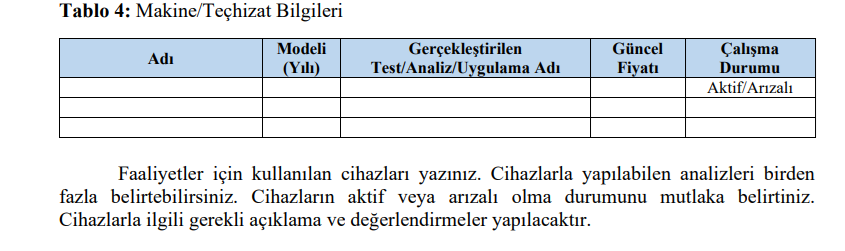 Tablo 4: Makine/Teçhizat Bilgileri
Adı
Modeli (Yılı)
Gerçekleştirilen Test/Analiz/Uygulama Adı
Güncel Fiyatı
Çalışma Durumu
Aktif/Arızalı
Faaliyetler için kullanılan cihazları yazınız. Cihazlarla yapılabilen analizleri birden
fazla belirtebilirsiniz. Cihazların aktif veya arızalı olma durumunu mutlaka belirtiniz.
Cihazlarla ilgili gerekli açıklama ve değerlendirmeler yapılacaktır.